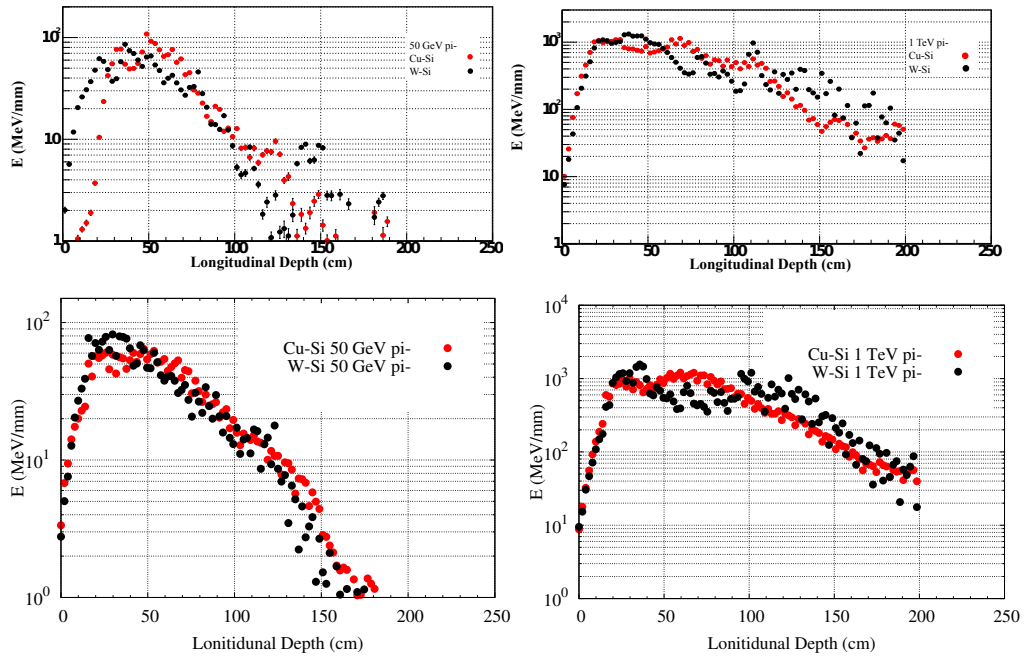 10² 10 1
E (MeV/mm)
50 GeV pi-
Cu-Si
W-Si
0 50 100 150 200 250
Longitudinal Depth (cm)
10³ 10² 10 1
E (MeV/mm)
1 TeV pi-
Cu-Si
W-Si
0 50 100 150 200 250
Longitudinal Depth (cm)
10² 10¹ 10⁰
E (MeV/mm)
Cu-Si 50 GeV pi-
W-Si 50 GeV pi-
0 50 100 150 200 250
Lonitidunal Depth (cm)
10⁴ 10³ 10² 10¹ 10⁰
E (MeV/mm)
Cu-Si 1 TeV pi-
W-Si 1 TeV pi-
0 50 100 150 200 250
Lonitidunal Depth (cm)